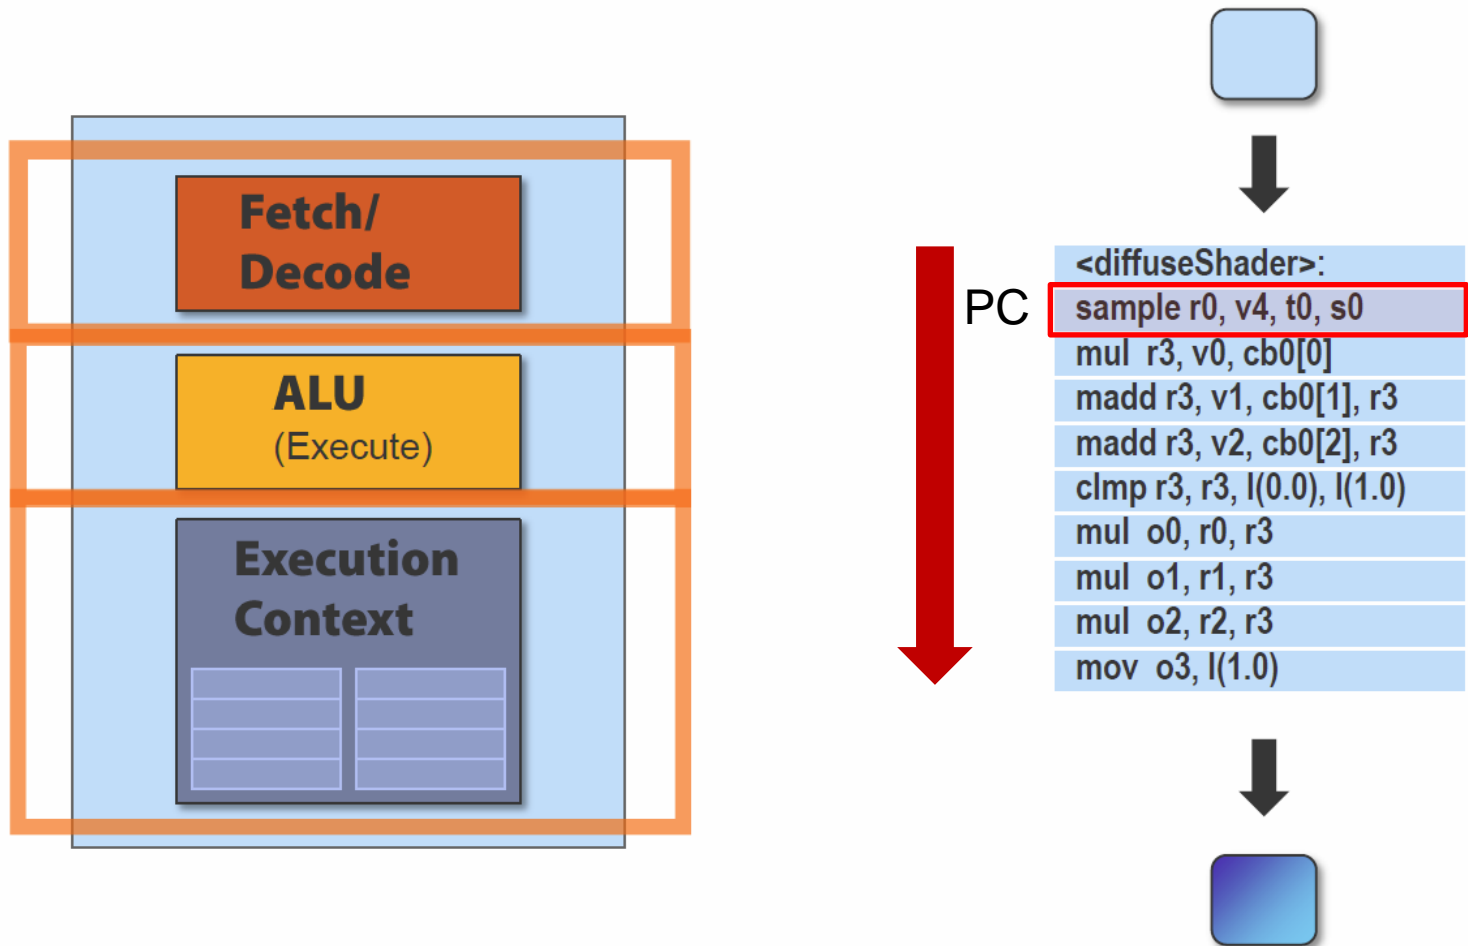 Fetch/
Decode
ALU
(Execute)
Execution
Context
PC
<diffuseShader>:
sample r0, v4, t0, s0
mul r3, v0, cb0[0]
madd r3, v1, cb0[1], r3
madd r3, v2, cb0[2], r3
clmp r3, r3, l(0.0), l(1.0)
mul o0, r0, r3
mul o1, r1, r3
mul o2, r2, r3
mov o3, l(1.0)